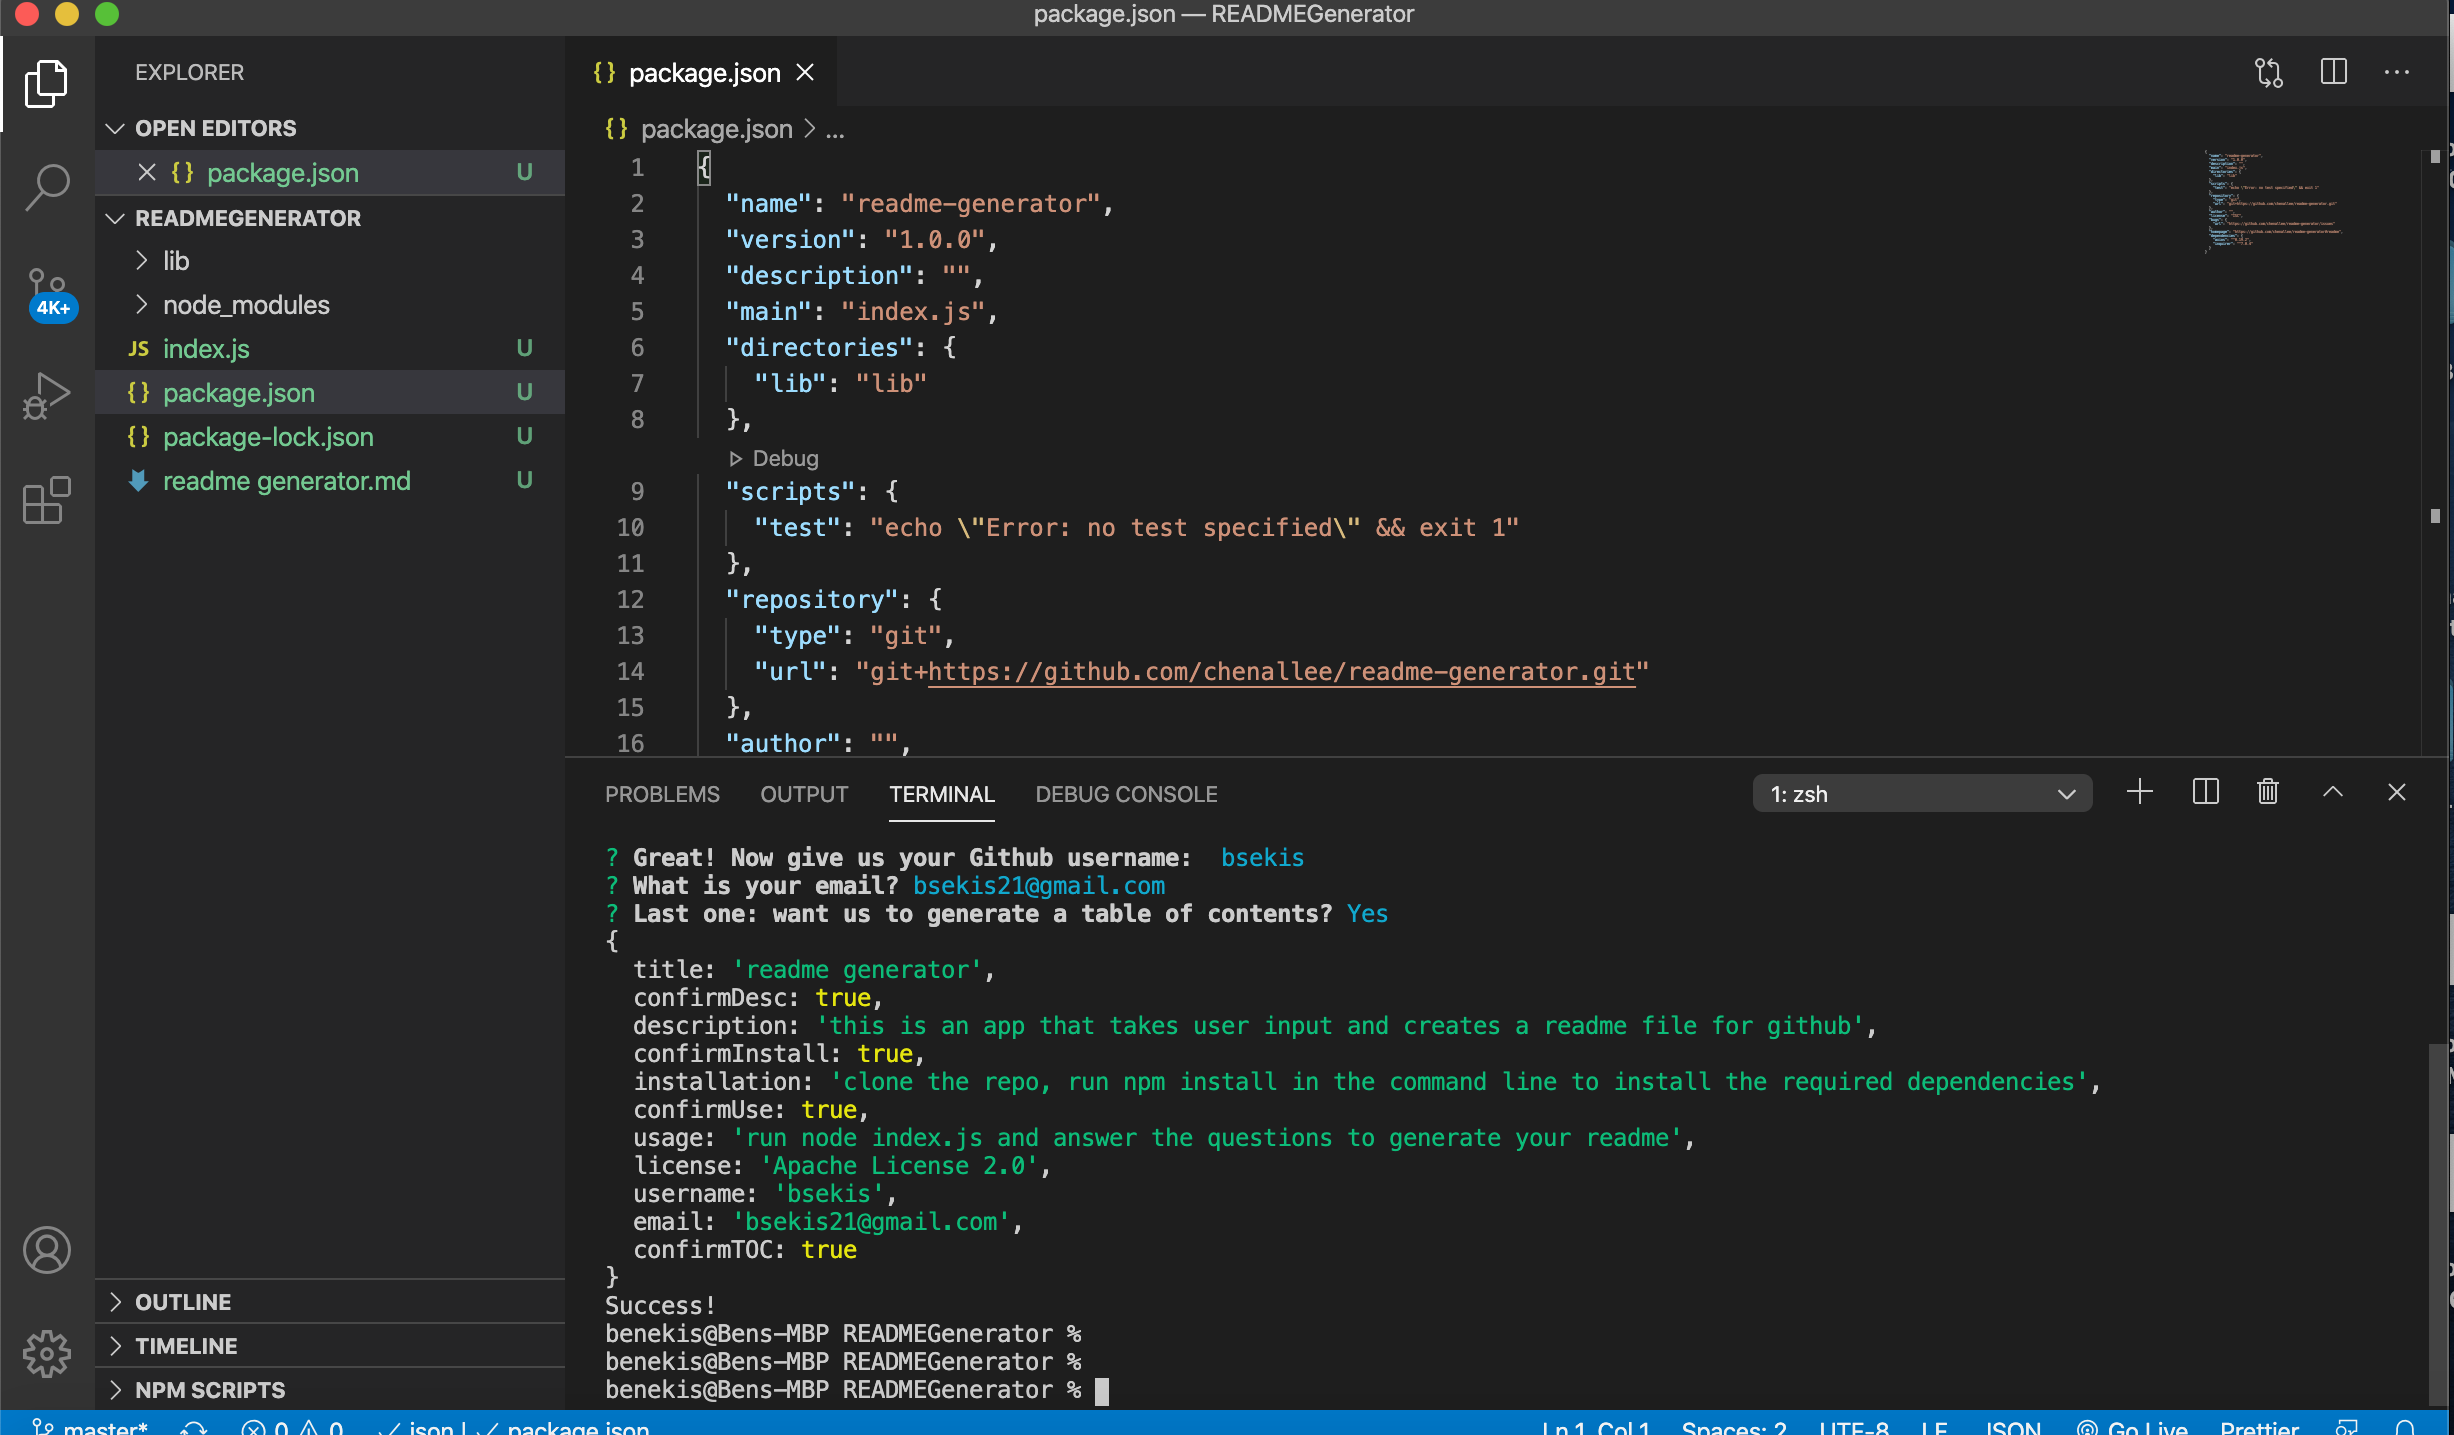 package.json — READMEGenerator
EXPLORER
OPEN EDITORS
package.json U
READMEGENERATOR
lib
node_modules
JS index.js U
{} package.json U
{} package-lock.json U
readme generator.md U
4K+
OUTLINE
TIMELINE
NPM SCRIPTS
{} package.json
{} package.json > ...
1 {
2 "name": "readme-generator",
3 "version": "1.0.0",
4 "description": "",
5 "main": "index.js",
6 "directories": {
7 "lib": "lib"
8 },
Debug
9 "scripts": {
10 "test": "echo \"Error: no test specified\" && exit 1"
11 },
12 "repository": {
13 "type": "git",
14 "url": "git+https://github.com/chenallee/readme-generator.git"
15 },
16 "author": "",
PROBLEMS OUTPUT TERMINAL DEBUG CONSOLE 1: zsh
? Great! Now give us your Github username: bsekis
? What is your email? bsekis21@gmail.com
? Last one: want us to generate a table of contents? Yes
{
title: 'readme generator',
confirmDesc: true,
description: 'this is an app that takes user input and creates a readme file for github',
confirmInstall: true,
installation: 'clone the repo, run npm install in the command line to install the required dependencies',
confirmUse: true,
usage: 'run node index.js and answer the questions to generate your readme',
license: 'Apache License 2.0',
username: 'bsekis',
email: 'bsekis21@gmail.com',
confirmTOC: true
}
Success!
benekis@Bens-MBP READMEGenerator %
benekis@Bens-MBP READMEGenerator %
benekis@Bens-MBP READMEGenerator %
master* 0 0 json | package.json Ln 1, Col 1 Spaces: 2 UTF-8 LF JSON Go Live Prettier